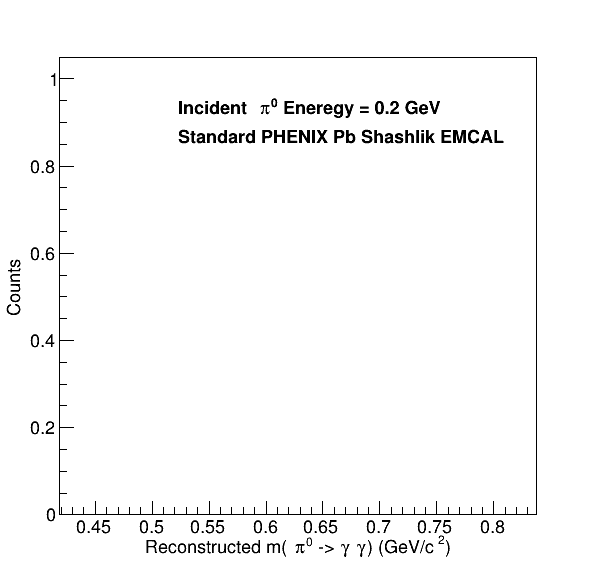 Incident π⁰ Eneregy = 0.2 GeV
Standard PHENIX Pb Shashlik EMCAL
Counts
1
0.8
0.6
0.4
0.2
0
0.45 0.5 0.55 0.6 0.65 0.7 0.75 0.8
Reconstructed m( π⁰ -> γ γ) (GeV/c²)